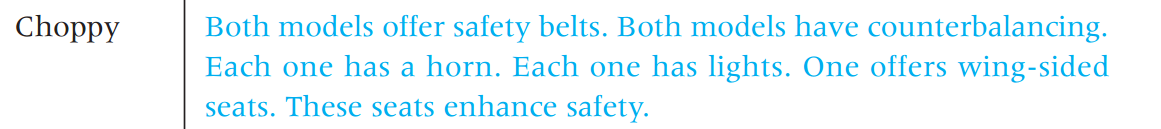 Choppy
Both models offer safety belts. Both models have counterbalancing.
Each one has a horn. Each one has lights. One offers wing-sided
seats. These seats enhance safety.